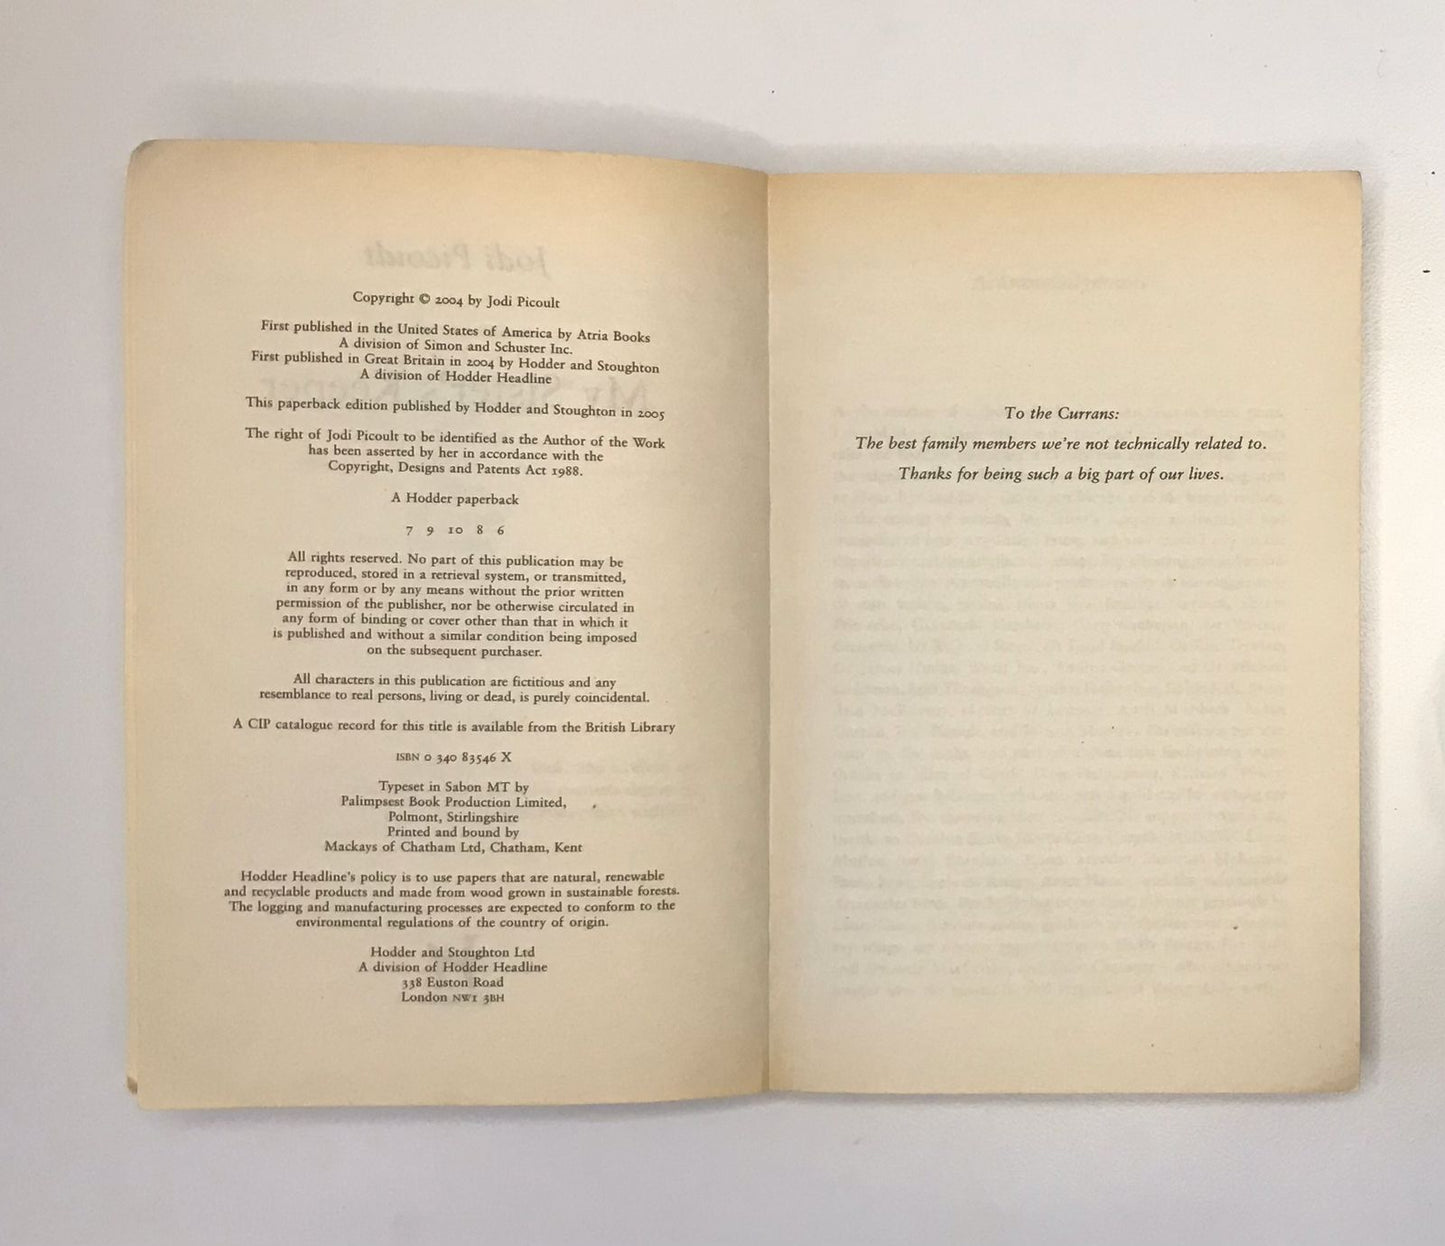 Copyright © 2004 by Jodi Picoult
First published in the United States of America by Atria Books
A division of Simon and Schuster Inc.
First published in Great Britain in 2004 by Hodder and Stoughton
A division of Hodder Headline
This paperback edition published by Hodder and Stoughton in 2005
The right of Jodi Picoult to be identified as the Author of the Work
has been asserted by her in accordance with the
Copyright, Designs and Patents Act 1988.
A Hodder paperback
7 9 10 8 6
All rights reserved. No part of this publication may be
reproduced, stored in a retrieval system, or transmitted,
in any form or by any means without the prior written
permission of the publisher, nor be otherwise circulated in
any form of binding or cover other than that in which it
is published and without a similar condition being imposed
on the subsequent purchaser.
All characters in this publication are fictitious and any
resemblance to real persons, living or dead, is purely coincidental.
A CIP catalogue record for this title is available from the British Library
ISBN 0 340 83546 X
Typeset in Sabon MT by
Palimpsest Book Production Limited,
Polmont, Stirlingshire
Printed and bound by
Mackays of Chatham Ltd, Chatham, Kent
Hodder Headline's policy is to use papers that are natural, renewable
and recyclable products and made from wood grown in sustainable forests.
The logging and manufacturing processes are expected to conform to the
environmental regulations of the country of origin.
Hodder and Stoughton Ltd
A division of Hodder Headline
338 Euston Road
London NW1 3BH
To the Currans:
The best family members we're not technically related to.
Thanks for being such a big part of our lives.